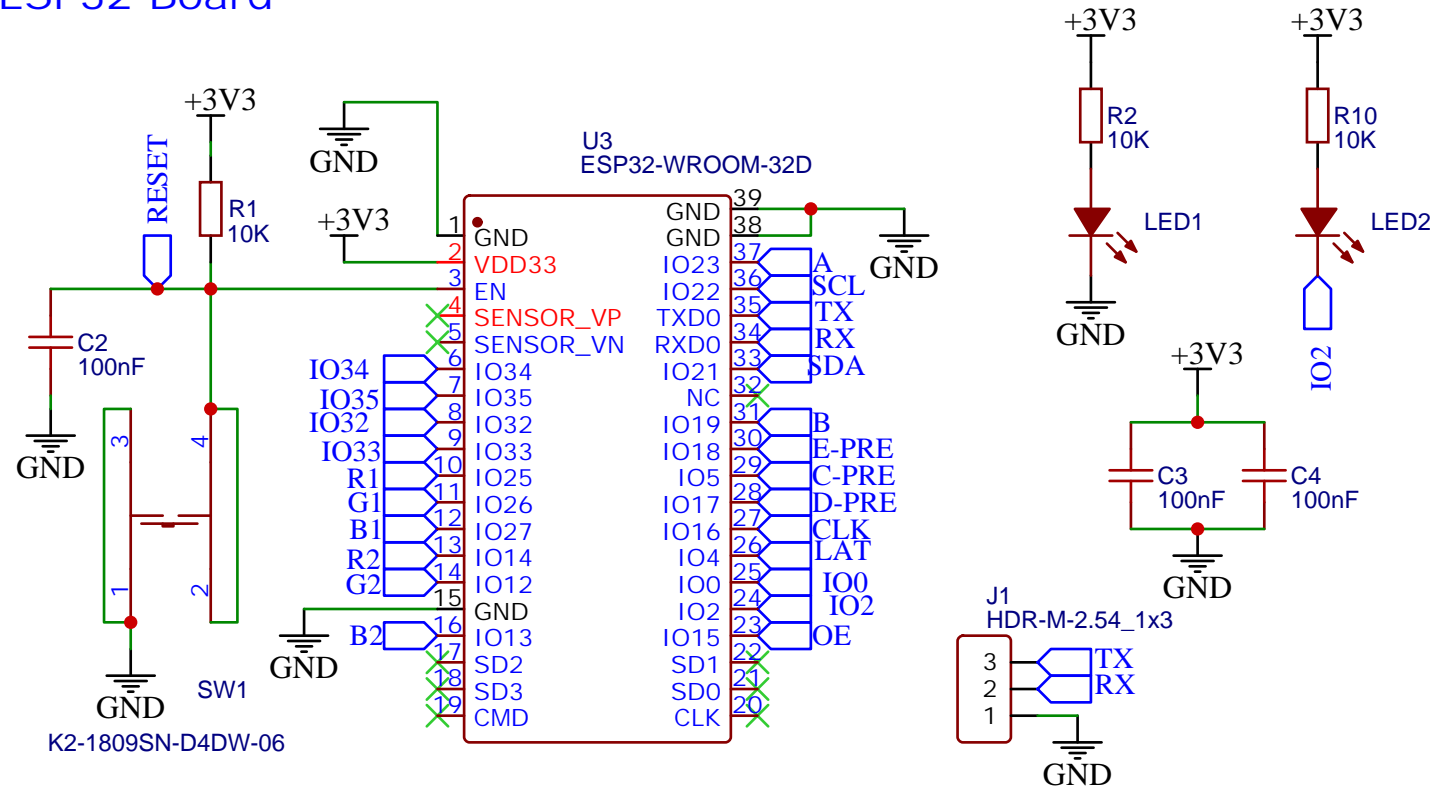 ESP32 Board
+3V3
RESET
R1
10K
C2
100nF
GND
3
4
1
2
GND
SW1
K2-1809SN-D4DW-06
GND
+3V3
U3
ESP32-WROOM-32D
1 GND
2 VDD33
3 EN
4 SENSOR_VP
5 SENSOR_VN
IO34 6 IO34
IO35 7 IO35
IO32 8 IO32
IO33 9 IO33
R1 10 IO25
G1 11 IO26
B1 12 IO27
R2 13 IO14
G2 14 IO12
15 GND
GND
B2 16 IO13
17 SD2
18 SD3
19 CMD
GND 39
GND 38
GND
IO23 37 A
IO22 36 SCL
TXD0 35 TX
RXD0 34 RX
IO21 33 SDA
NC 32
IO19 31 B
IO18 30 E-PRE
IO5 29 C-PRE
IO17 28 D-PRE
IO16 27 CLK
IO4 26 LAT
IO0 25 IO0
IO2 24 IO2
IO15 23 OE
SD1 22
SD0 21
CLK 20
+3V3
R2
10K
LED1
GND
+3V3
R10
10K
LED2
IO2
+3V3
C3
100nF
C4
100nF
GND
J1
HDR-M-2.54_1x3
3 TX
2 RX
1
GND